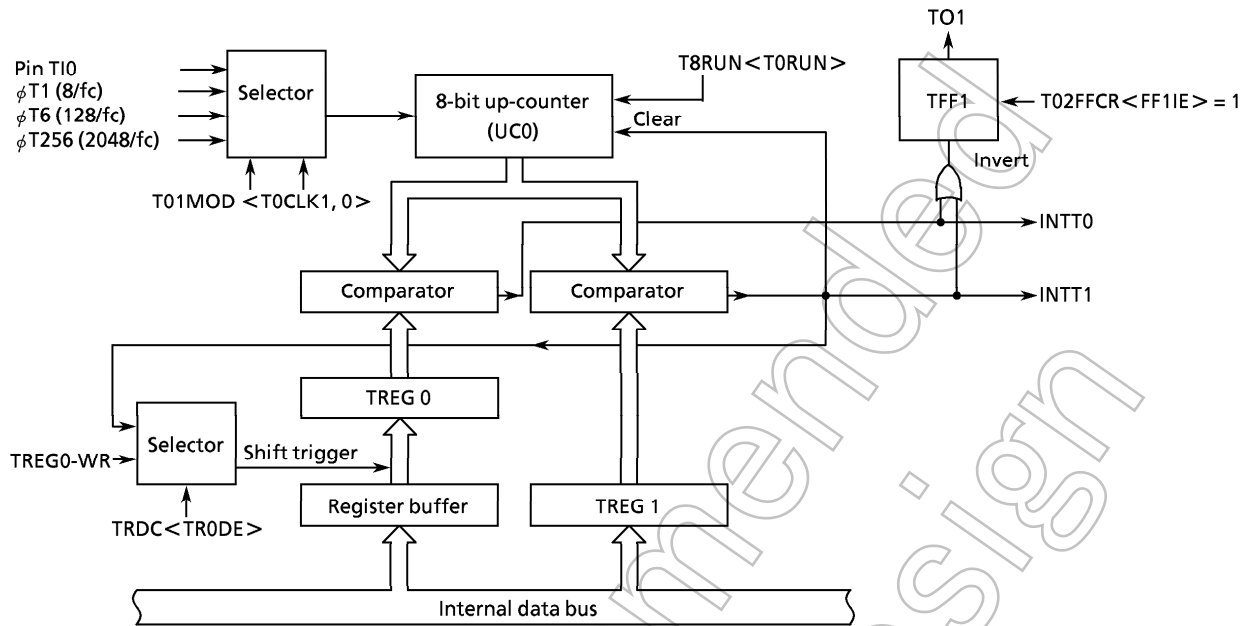 TO1
Pin TI0
ϕT1 (8/fc)
ϕT6 (128/fc)
ϕT256 (2048/fc)
Selector
T01MOD <T0CLK1, 0>
8-bit up-counter
(UC0)
T8RUN<T0RUN>
Clear
TFF1
T02FFCR<FF1IE> = 1
Invert
INTT0
Comparator
Comparator
INTT1
TREG 0
Selector
TREG0-WR
Shift trigger
TRDC<TR0DE>
Register buffer
TREG 1
Internal data bus
mended
sign